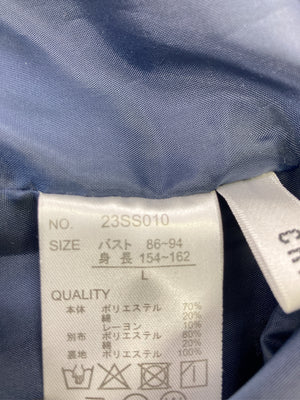 NO. 23SS010
SIZE バスト 86~94
身 長 154~162
L
QUALITY
本体 ポリエステル 70%
綿 20%
レーヨン 10%
別布 ポリエステル 80%
綿 20%
裏地 ポリエステル 100%